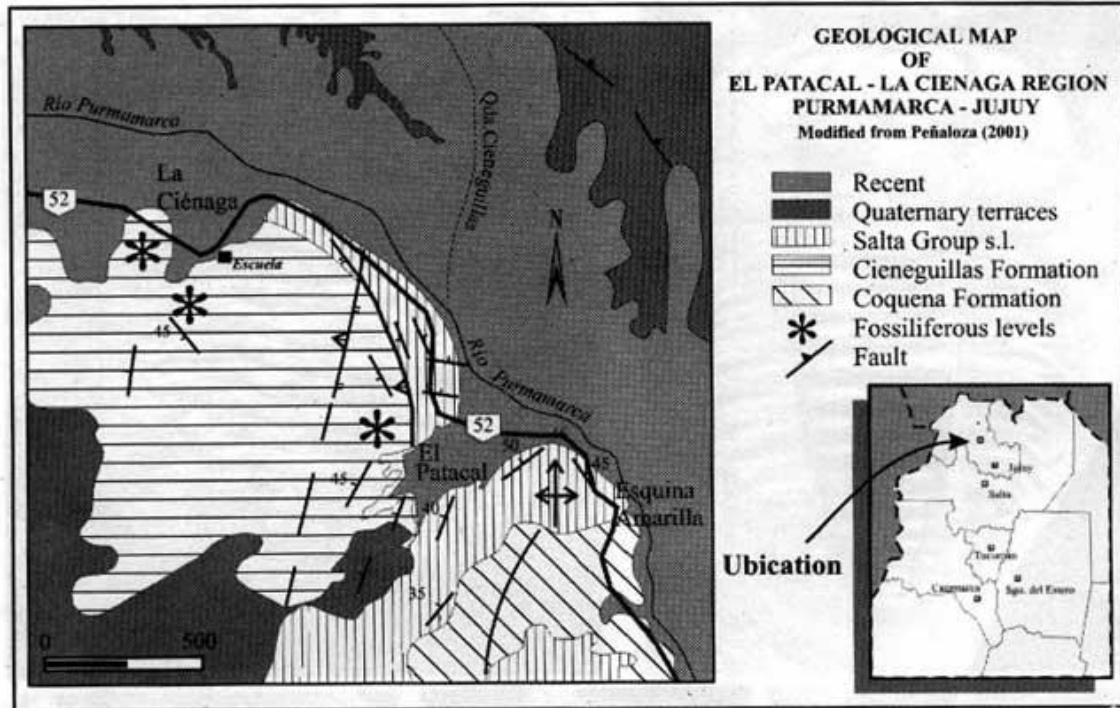 GEOLOGICAL MAP
OF
EL PATACAL - LA CIENAGA REGION
PURMAMARCA - JUJUY
Modified from Peñaloza (2001)
Recent
Quaternary terraces
Salta Group s.l.
Cieneguillas Formation
Coquena Formation
Fossiliferous levels
Fault
Río Purmamarca
Qda. Cieneguillas
La
Ciénaga
52
Escuela
N
45
Río Purmamarca
52
El
Patacal
50
45
Esquina
Amarilla
45
40
35
0
500
Ubication
Jujuy
Salta
Tucuman
Catamarca
Sgo. del Estero